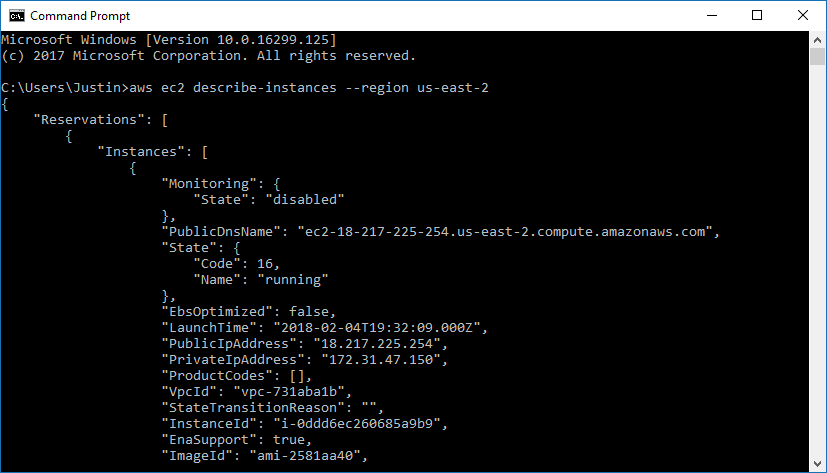 Command Prompt
Microsoft Windows [Version 10.0.16299.125]
(c) 2017 Microsoft Corporation. All rights reserved.
C:\Users\Justin>aws ec2 describe-instances --region us-east-2
{
    "Reservations": [
        {
            "Instances": [
                {
                    "Monitoring": {
                        "State": "disabled"
                    },
                    "PublicDnsName": "ec2-18-217-225-254.us-east-2.compute.amazonaws.com",
                    "State": {
                        "Code": 16,
                        "Name": "running"
                    },
                    "EbsOptimized": false,
                    "LaunchTime": "2018-02-04T19:32:09.000Z",
                    "PublicIpAddress": "18.217.225.254",
                    "PrivateIpAddress": "172.31.47.150",
                    "ProductCodes": [],
                    "VpcId": "vpc-731aba1b",
                    "StateTransitionReason": "",
                    "InstanceId": "i-0ddd6ec260685a9b9",
                    "EnaSupport": true,
                    "ImageId": "ami-2581aa40",